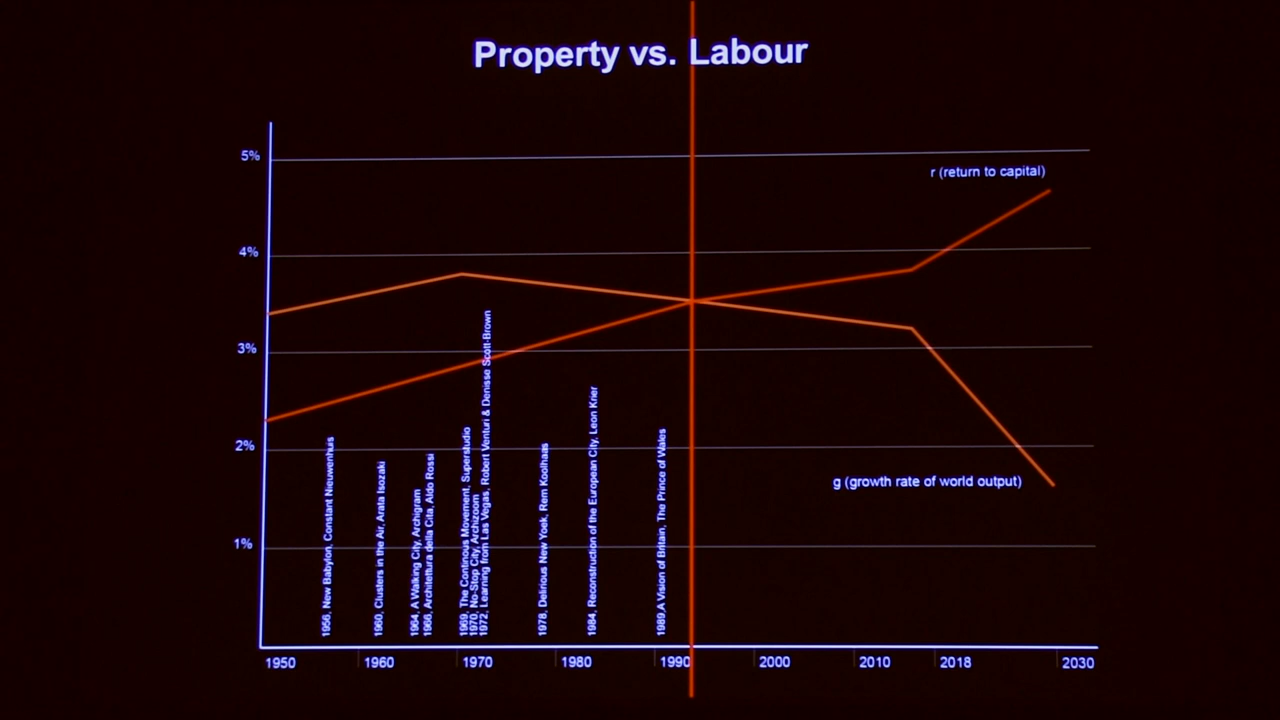 Property vs. Labour
5%
r (return to capital)
4%
3%
2%
g (growth rate of world output)
1%
1956, New Babylon, Constant Nieuwenhuis
1960, Clusters in the Air, Arata Isozaki
1964, A Walking City, Archigram
1966, Architettura della Cita, Aldo Rossi
1969, The Continous Movement, Superstudio
1970, No-Stop City, Archizoom
1972, Learning from Las Vegas, Robert Venturi & Denisse Scott-Brown
1978, Delirious New Yoek, Rem Koolhaas
1984, Reconstruction of the European City, Leon Krier
1989,A Vision of Britain, The Prince of Wales
1950 1960 1970 1980 1990 2000 2010 2018 2030